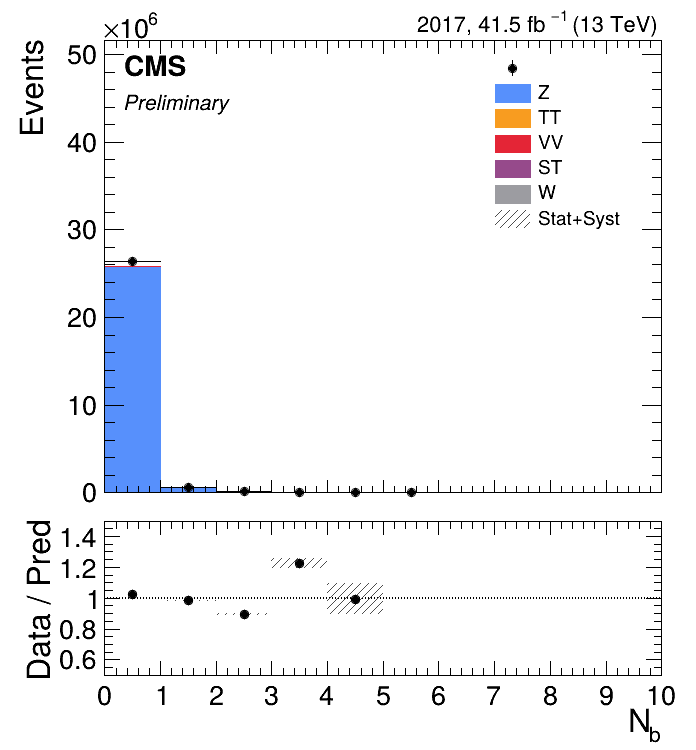 ×10⁶
2017, 41.5 fb⁻¹ (13 TeV)
CMS
Preliminary
Events
50
40
30
20
10
0
Z
TT
VV
ST
W
Stat+Syst
Data / Pred
1.4
1.2
1
0.8
0.6
0 1 2 3 4 5 6 7 8 9 10
N_b